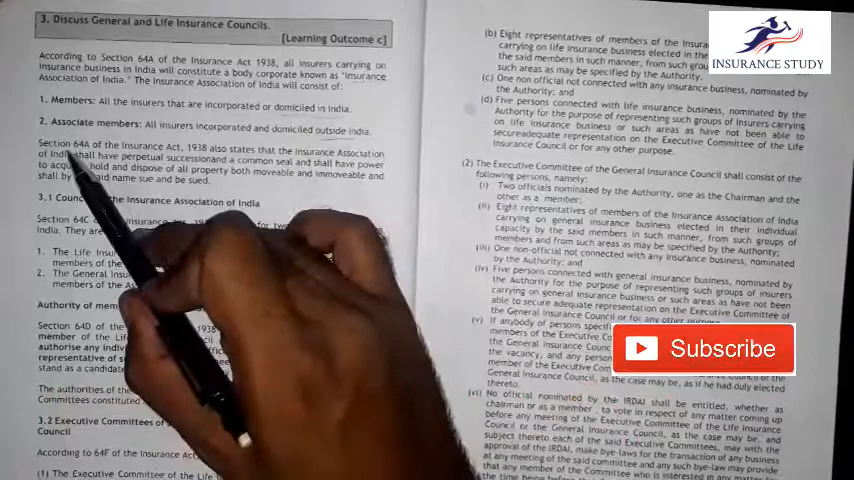 3. Discuss General and Life Insurance Councils.
[Learning Outcome c]
According to Section 64A of the Insurance Act 1938, all insurers carrying on
insurance business in India will constitute a body corporate known as "Insurance
Association of India." The Insurance Association of India will consist of:
1. Members: All the insurers that are incorporated or domiciled in India.
2. Associate members: All insurers incorporated and domiciled outside India.
Section 64A of the Insurance Act, 1938 also states that the Insurance Association
of India shall have perpetual successionand a common seal and shall have power
to hold and dispose of all property both moveable and immoveable and
shall by said name sue and be sued.
3.1 the Insurance Association of India
Section 64C Insurance for two
India. They are
1. The Life
members of the
2. The General
members of the
Authority of
Section 64D 1938
member of the
authorise any
representative of
stand as a
The authorities of
Committees
3.2 Executive Committees of
Council
According to 64F of the Insurance
(1) The Executive Committee of the
(b) Eight representatives of members of the
carrying on life insurance business elected in
the said members in such manner, from such
such areas as may be specified by the Authority.
(c) One non official not connected with any insurance business, nominated by
the Authority; and
(d) Five persons connected with life insurance business, nominated by the
Authority for the purpose of representing such groups of insurers carrying
on life insurance business or such areas as have not been able to
secureadequate representation on the Executive Committee of the Life
Insurance Council or for any other purpose.
(2) The Executive Committee of the General Insurance Council shall consist of the
following persons, namely:
(i) Two officials nominated by the Authority, one as the Chairman and the
other as a member;
(ii) Eight representatives of members of the Insurance Association of India
carrying on general insurance business elected in their individual
capacity by the said members in such manner, from such groups of
members and from such areas as may be specified by the Authority;
(iii) One non-official not connected with any insurance business, nominated
by the Authority; and
(iv) Five persons connected with general insurance business, nominated by
the Authority for the purpose of representing such groups of insurers
carrying on general insurance business or such areas as have not been
able to secure adequate representation on the Executive Committee of
the General Insurance Council or for any other purpose.
(v) If anybody of persons
members of the Executive
the General Insurance
the vacancy, and any
member of the Executive
General Insurance Council, as the case may be, as if he had duly elected
thereto.
(vi) No official nominated by the IRDAI shall be entitled, whether as
chairman or as a member, to vote in respect of any matter coming up
before any meeting of the Executive Committee of the Life Insurance
Council or the General Insurance Council, as the case may be, and
subject thereto each of the said Executive Committees, may with the
approval of the IRDAI, make bye-laws for the transaction of any business
at any meeting of the said committee and any such bye-law may provide
that any member of the Committee who is interested in any matter for
the time being before
INSURANCE STUDY
Subscribe